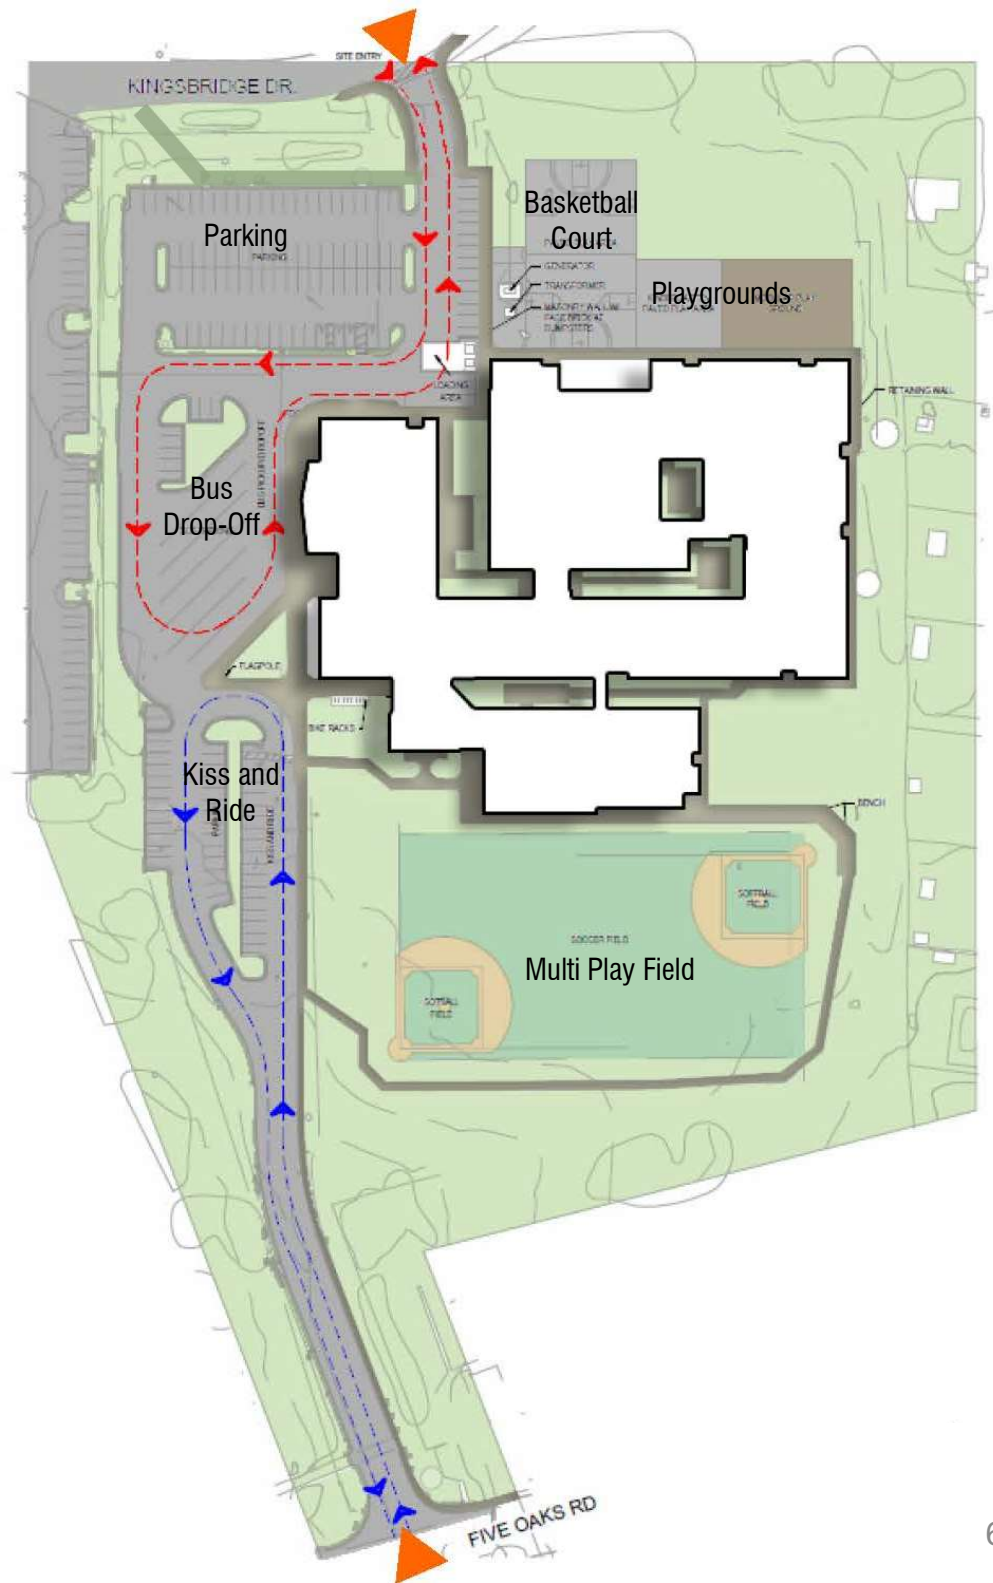 SITE ENTRY
KINGSBRIDGE DR.
Parking
PARKING
Basketball
Court
GENERATOR
TRANSFORMER
Playgrounds
LOADING
AREA
RETAINING WALL
Bus
Drop-Off
FLAGPOLE
BIKE RACKS
Kiss and
Ride
BENCH
SOFTBALL
FIELD
SOCCER FIELD
Multi Play Field
SOFTBALL
FIELD
FIVE OAKS RD
6